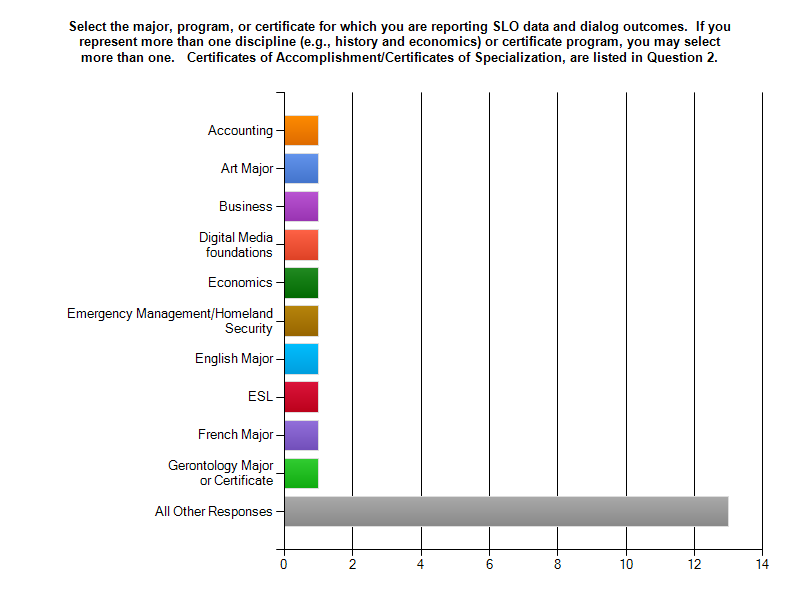 Select the major, program, or certificate for which you are reporting SLO data and dialog outcomes.  If you
represent more than one discipline (e.g., history and economics) or certificate program, you may select
more than one.   Certificates of Accomplishment/Certificates of Specialization, are listed in Question 2.
Accounting
Art Major
Business
Digital Media
foundations
Economics
Emergency Management/Homeland
Security
English Major
ESL
French Major
Gerontology Major
or Certificate
All Other Responses
0 2 4 6 8 10 12 14